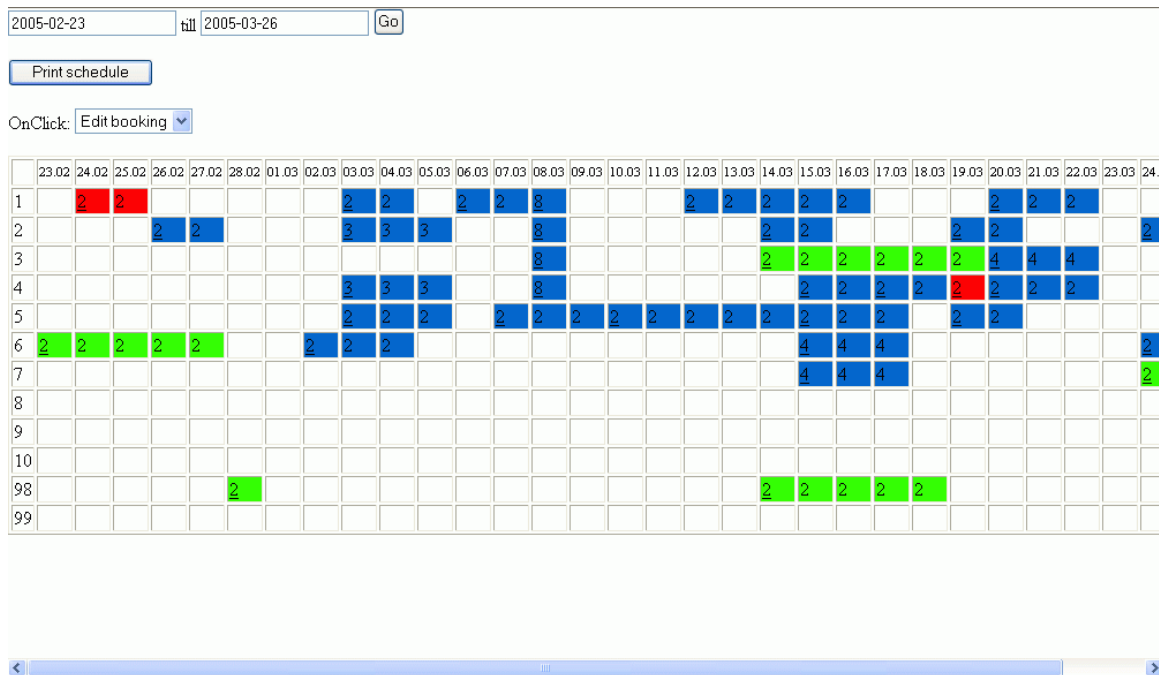 2005-02-23 till 2005-03-26 Go
Print schedule
OnClick: Edit booking
23.02 24.02 25.02 26.02 27.02 28.02 01.03 02.03 03.03 04.03 05.03 06.03 07.03 08.03 09.03 10.03 11.03 12.03 13.03 14.03 15.03 16.03 17.03 18.03 19.03 20.03 21.03 22.03 23.03 24.
1 2 2 2 2 2 2 8 2 2 2 2 2 2 2 2
2 2 2 3 3 3 8 2 2 2 2 2
3 8 2 2 2 2 2 2 4 4 4
4 3 3 3 8 2 2 2 2 2 2 2 2
5 2 2 2 2 2 2 2 2 2 2 2 2 2 2 2 2
6 2 2 2 2 2 2 2 2 4 4 4 2
7 4 4 4 2
8
9
10
98 2 2 2 2 2 2
99